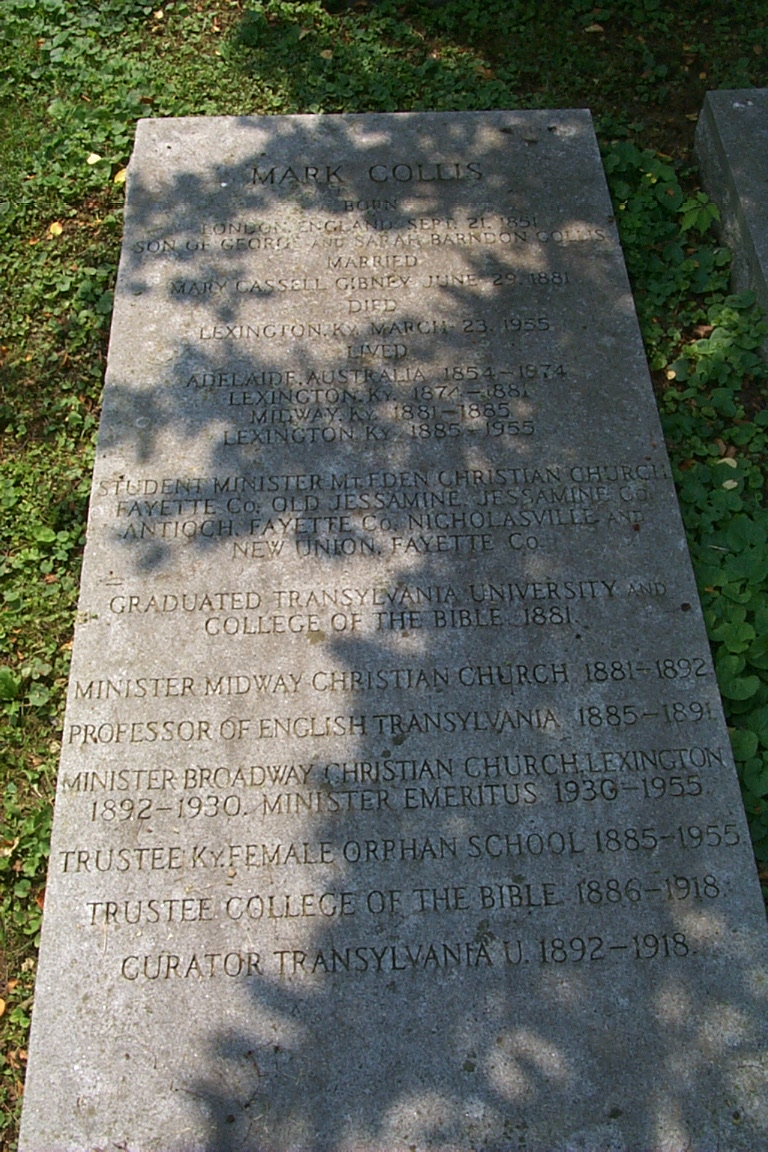 MARK COLLIS
BORN
LONDON, ENGLAND, SEPT. 21, 1851
SON OF GEORGE AND SARAH BARNDON COLLIS
MARRIED
MARY CASSELL GIBNEY JUNE 29, 1881
DIED
LEXINGTON, KY. MARCH 23, 1955
LIVED
ADELAIDE, AUSTRALIA 1854–1874
LEXINGTON, KY. 1874–1881
MIDWAY, KY. 1881–1885
LEXINGTON, KY. 1885–1955
STUDENT MINISTER MT. EDEN CHRISTIAN CHURCH
FAYETTE CO; OLD JESSAMINE, JESSAMINE CO;
ANTIOCH, FAYETTE CO; NICHOLASVILLE AND
NEW UNION, FAYETTE CO.
GRADUATED TRANSYLVANIA UNIVERSITY AND
COLLEGE OF THE BIBLE 1881.
MINISTER MIDWAY CHRISTIAN CHURCH 1881–1892
PROFESSOR OF ENGLISH TRANSYLVANIA 1885–1891
MINISTER BROADWAY CHRISTIAN CHURCH, LEXINGTON
1892–1930. MINISTER EMERITUS 1930–1955
TRUSTEE KY. FEMALE ORPHAN SCHOOL 1885–1955.
TRUSTEE COLLEGE OF THE BIBLE 1886–1918.
CURATOR TRANSYLVANIA U. 1892–1918.